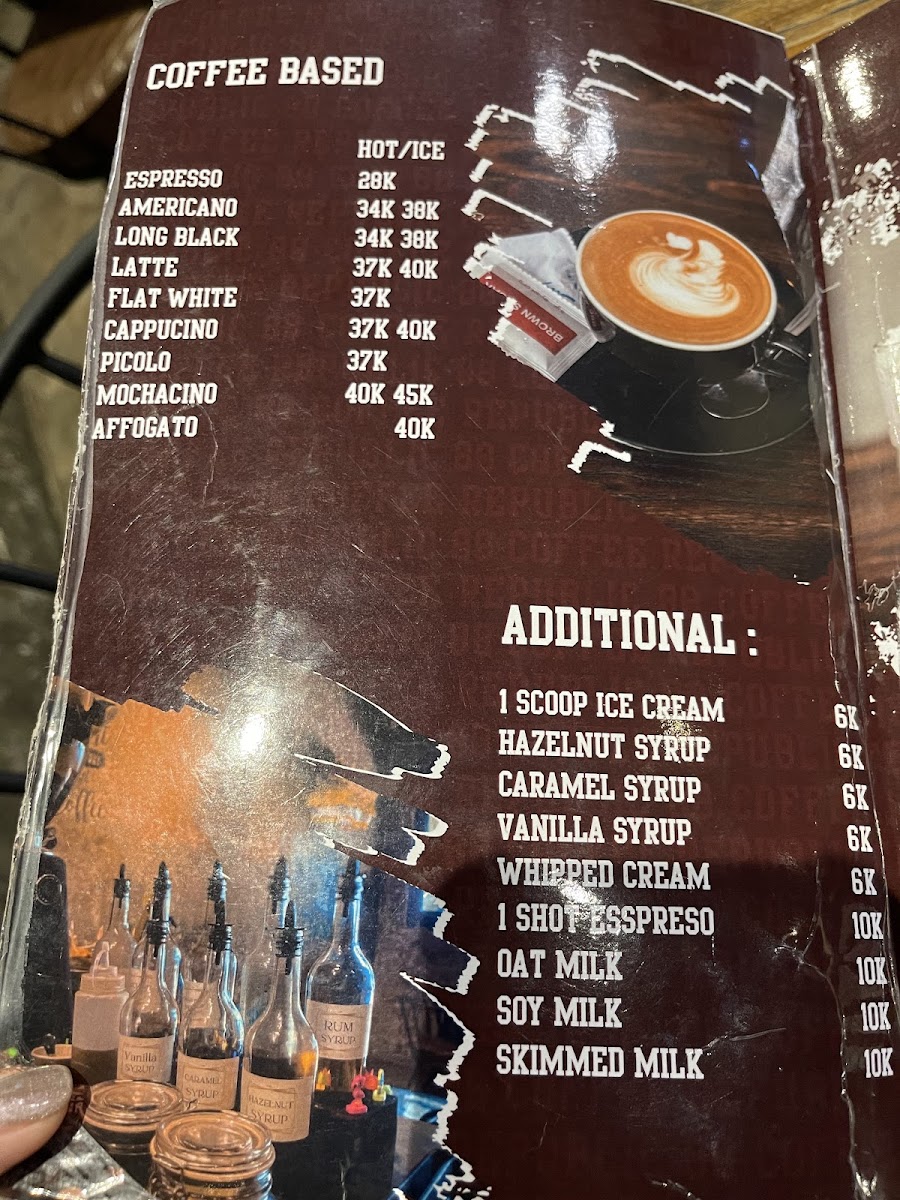 COFFEE BASED
HOT/ICE
ESPRESSO 28K
AMERICANO 34K 38K
LONG BLACK 34K 38K
LATTE 37K 40K
FLAT WHITE 37K
CAPPUCINO 37K 40K
PICOLO 37K
MOCHACINO 40K 45K
AFFOGATO 40K
BROWN
ADDITIONAL :
1 SCOOP ICE CREAM 6K
HAZELNUT SYRUP 6K
CARAMEL SYRUP 6K
VANILLA SYRUP 6K
WHIPPED CREAM 6K
1 SHOT ESSPRESO 10K
OAT MILK 10K
SOY MILK 10K
SKIMMED MILK 10K
RUM
SYRUP
Vanilla
SYRUP
CARAMEL
SYRUP
HAZELNUT
SYRUP